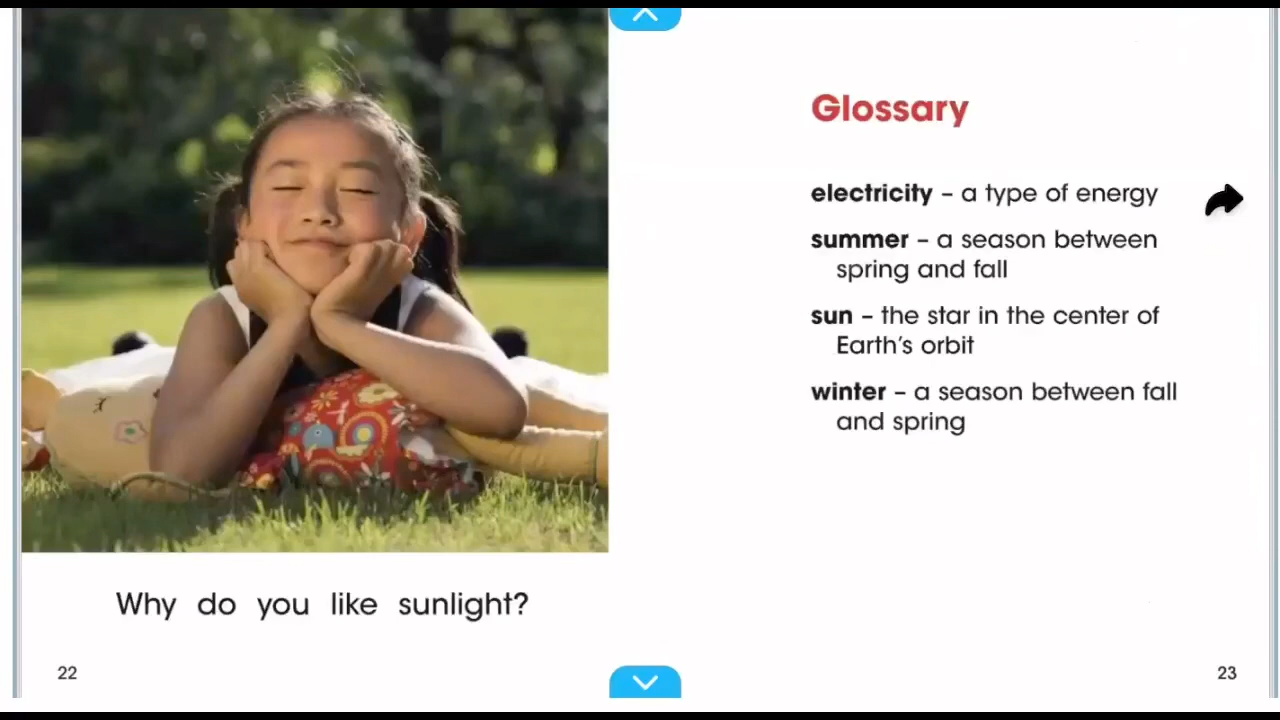 Why do you like sunlight?
22
Glossary
electricity – a type of energy
summer – a season between
spring and fall
sun – the star in the center of
Earth's orbit
winter – a season between fall
and spring
23